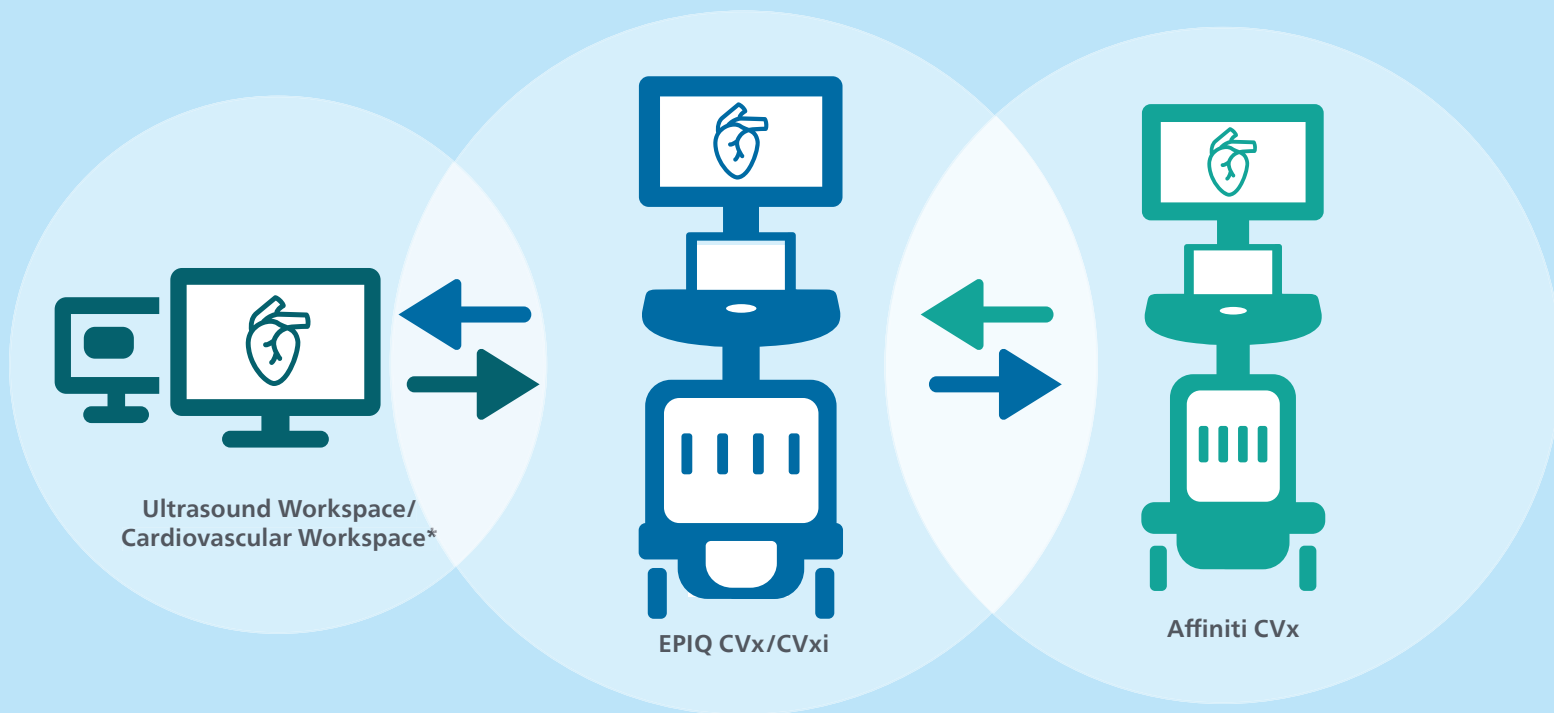 Ultrasound Workspace/
Cardiovascular Workspace*
EPIQ CVx/CVxi
Affiniti CVx